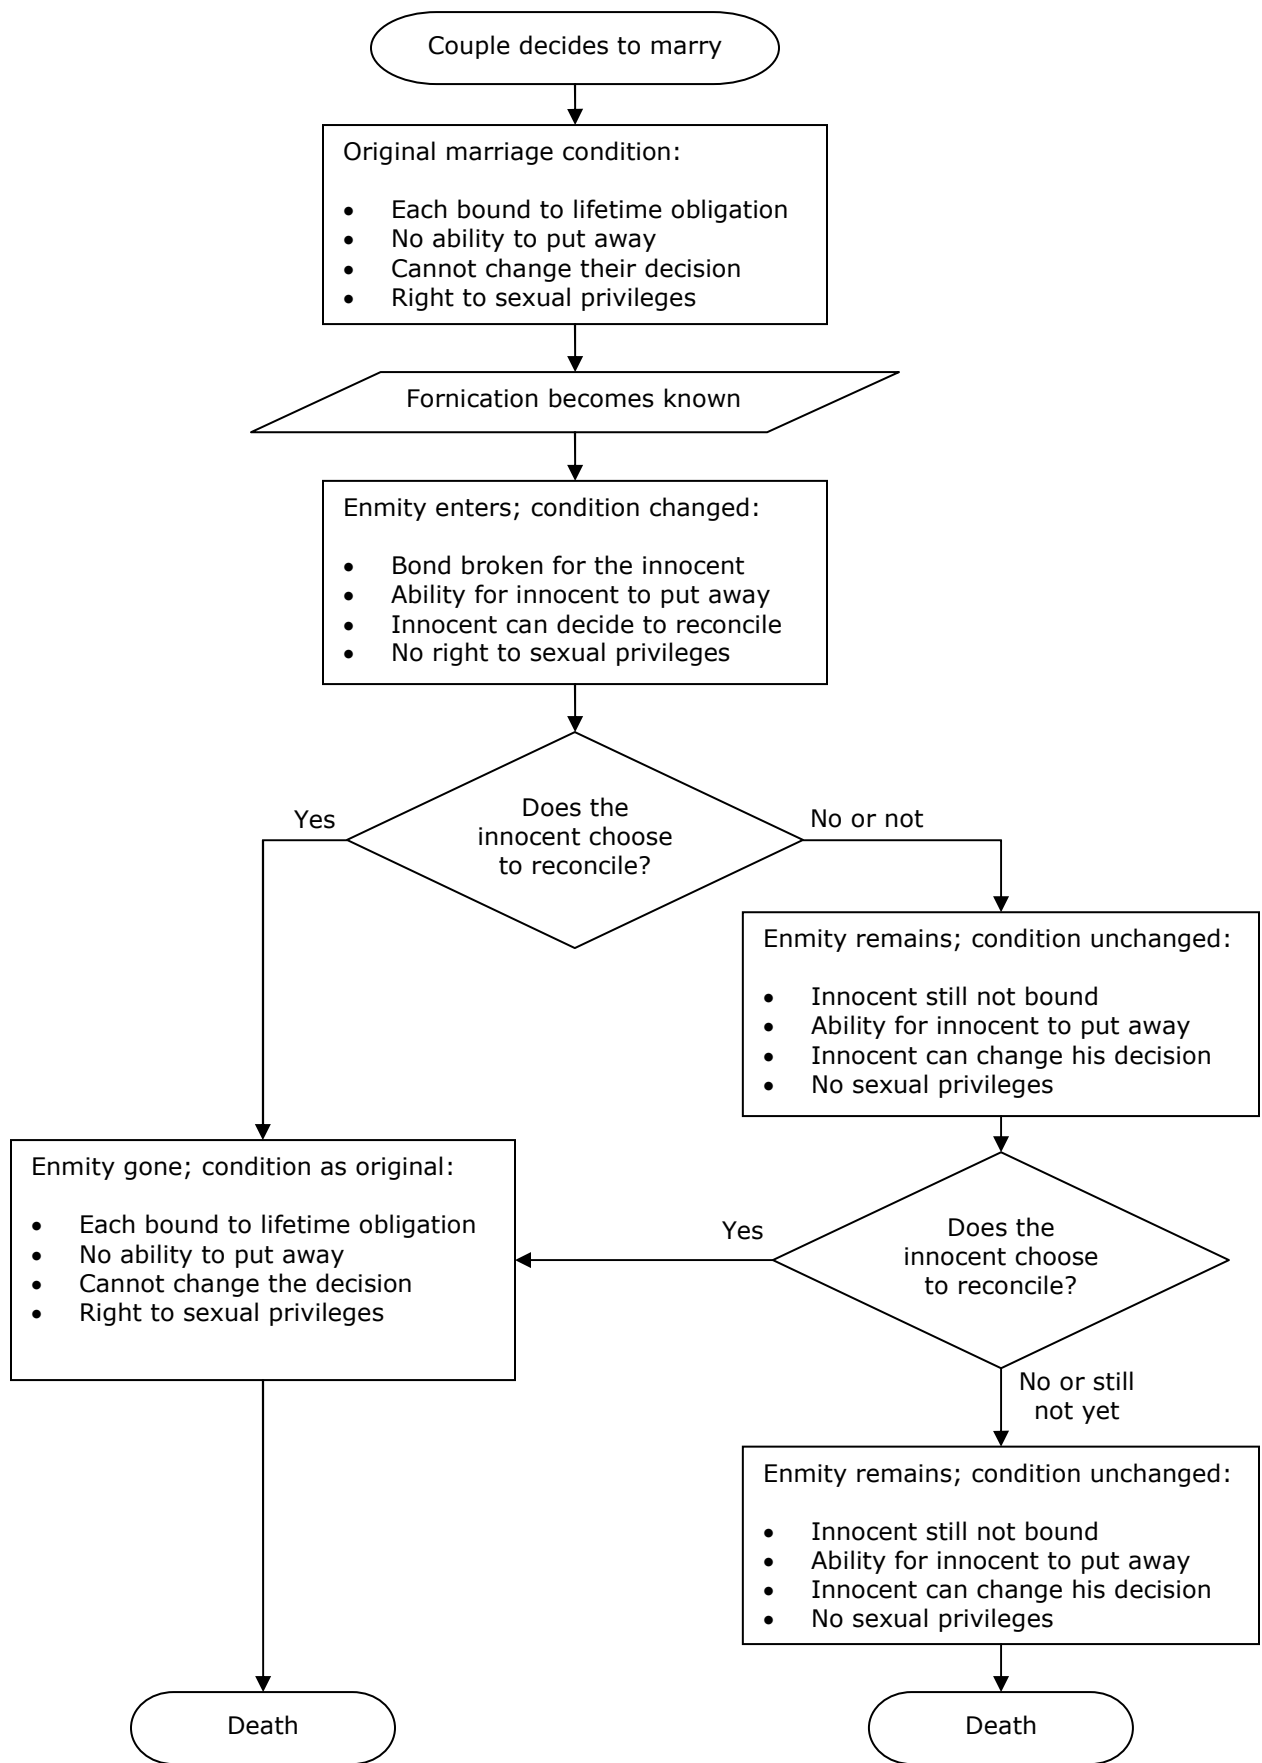 Couple decides to marry
Original marriage condition:
• Each bound to lifetime obligation
• No ability to put away
• Cannot change their decision
• Right to sexual privileges
Fornication becomes known
Enmity enters; condition changed:
• Bond broken for the innocent
• Ability for innocent to put away
• Innocent can decide to reconcile
• No right to sexual privileges
Does the
innocent choose
to reconcile?
Yes
No or not
Enmity remains; condition unchanged:
• Innocent still not bound
• Ability for innocent to put away
• Innocent can change his decision
• No sexual privileges
Enmity gone; condition as original:
• Each bound to lifetime obligation
• No ability to put away
• Cannot change the decision
• Right to sexual privileges
Yes
Does the
innocent choose
to reconcile?
No or still
not yet
Enmity remains; condition unchanged:
• Innocent still not bound
• Ability for innocent to put away
• Innocent can change his decision
• No sexual privileges
Death
Death